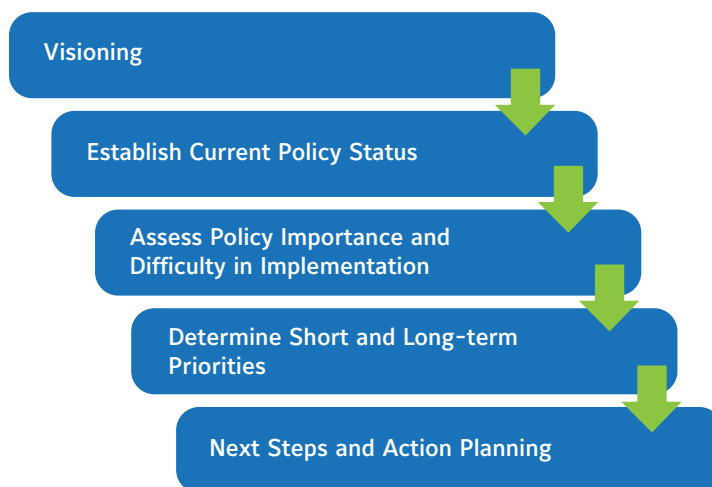 Visioning
Establish Current Policy Status
Assess Policy Importance and
Difficulty in Implementation
Determine Short and Long-term
Priorities
Next Steps and Action Planning